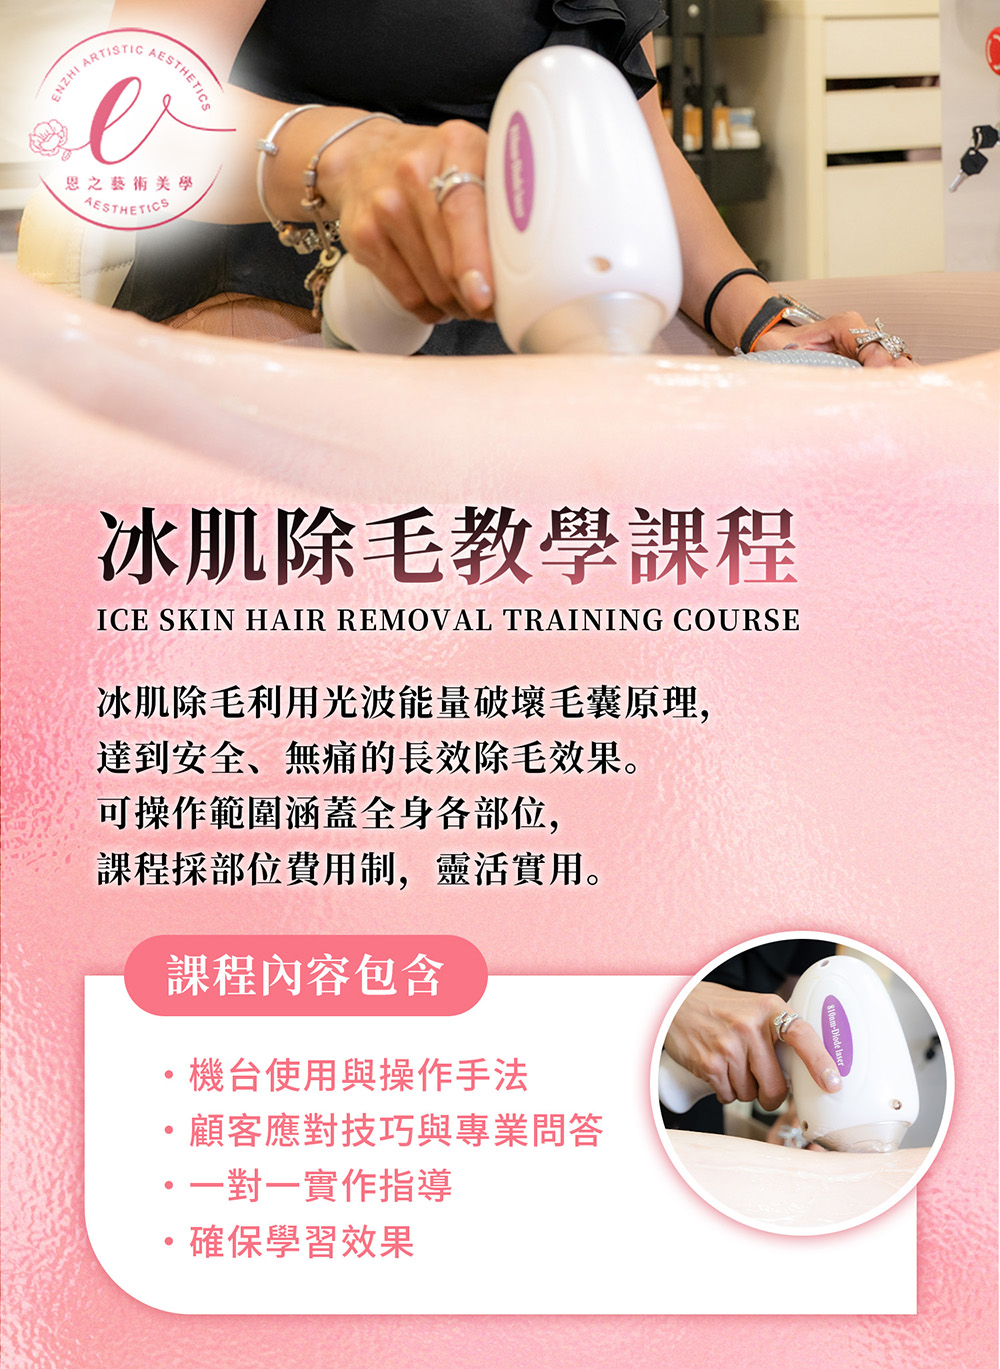 ENZHI ARTISTIC AESTHETICS
恩之藝術美學
AESTHETICS
冰肌除毛教學課程
ICE SKIN HAIR REMOVAL TRAINING COURSE
冰肌除毛利用光波能量破壞毛囊原理，
達到安全、無痛的長效除毛效果。
可操作範圍涵蓋全身各部位，
課程採部位費用制，靈活實用。
課程內容包含
・機台使用與操作手法
・顧客應對技巧與專業問答
・一對一實作指導
・確保學習效果
810nm-Diode laser